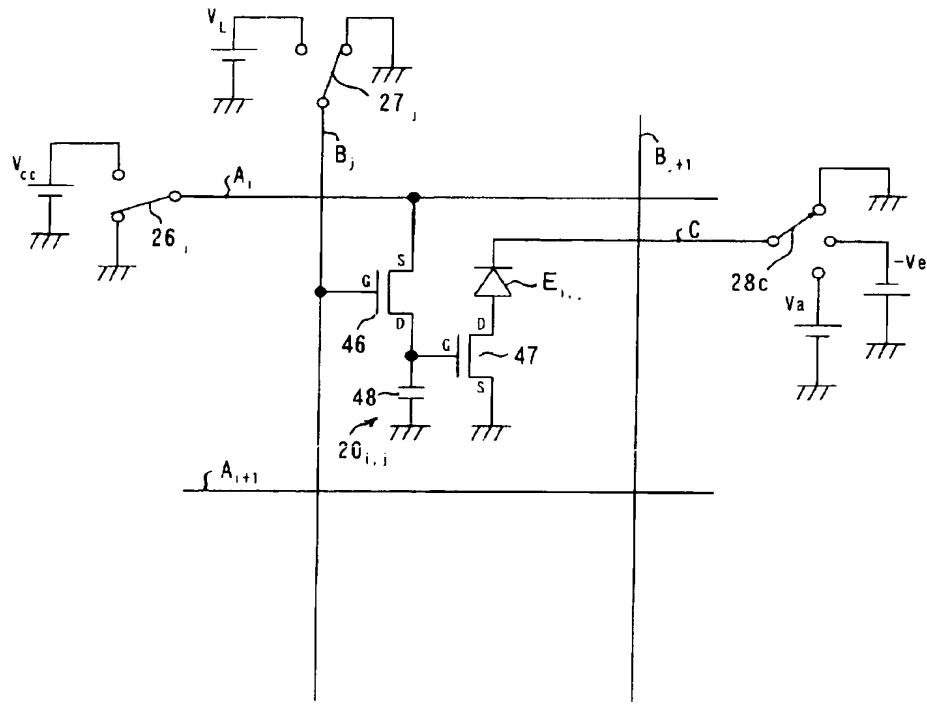 V_L
27_j
B_j
B_j+1
V_cc
A_i
26_i
C
S
G
E_i,j
28c
-Ve
D
46
Va
D
G
47
48
S
20_i,j
A_i+1